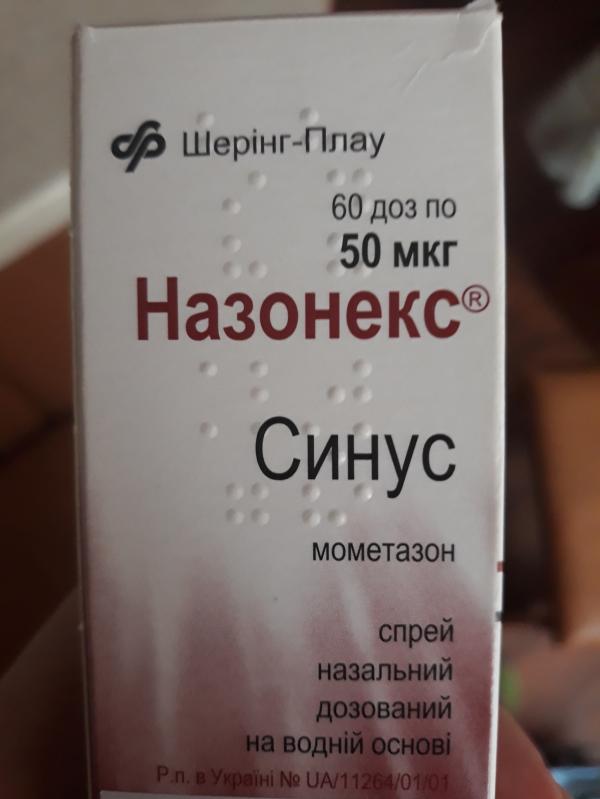 Шерінг-Плау
60 доз по
50 мкг
Назонекс®
Синус
мометазон
спрей
назальний
дозований
на водній основі
Р.п. в Україні № UA/11264/01/01